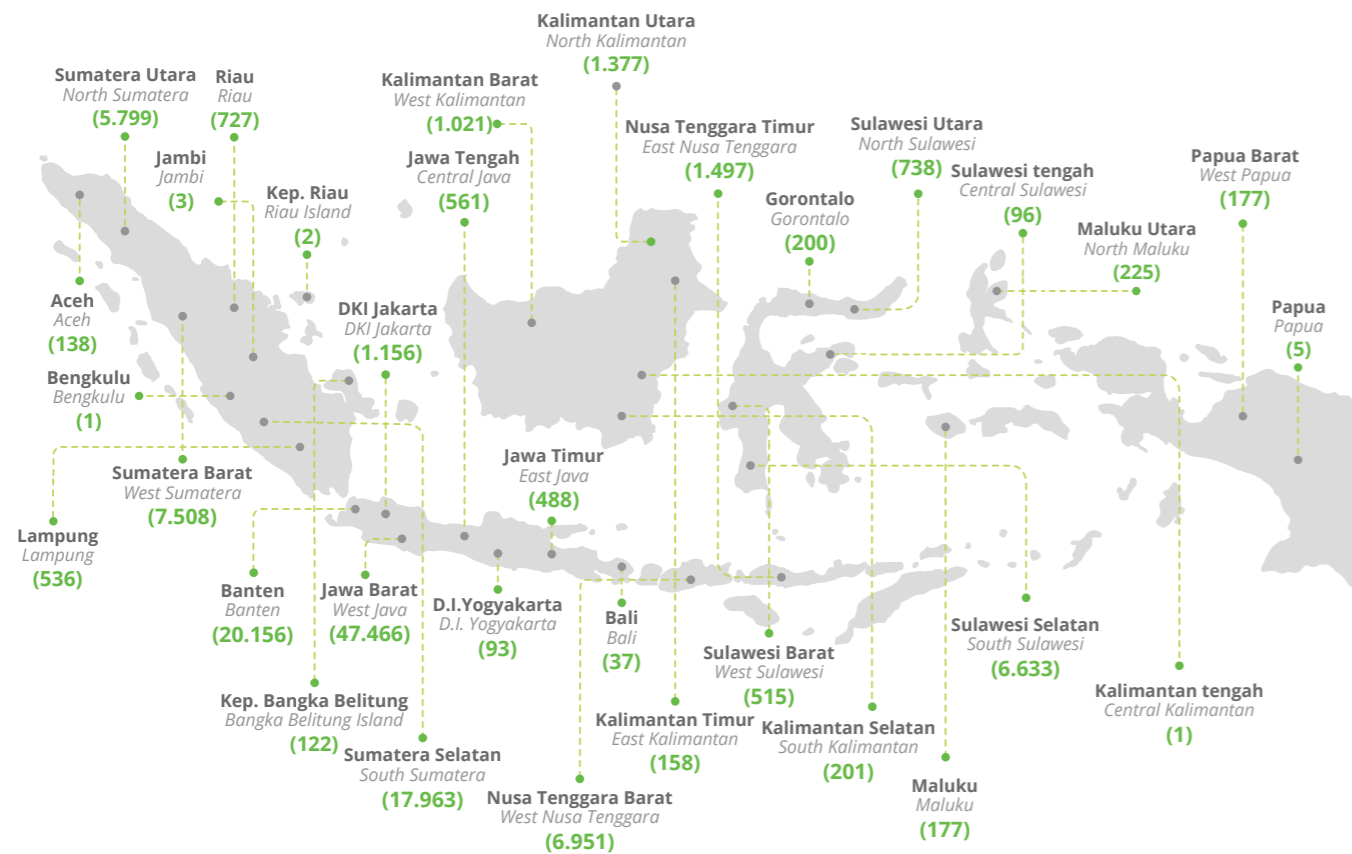 Kalimantan Utara
North Kalimantan
(1.377)
Sumatera Utara
North Sumatera
(5.799)
Riau
Riau
(727)
Kalimantan Barat
West Kalimantan
(1.021)
Nusa Tenggara Timur
East Nusa Tenggara
(1.497)
Sulawesi Utara
North Sulawesi
(738)
Jambi
Jambi
(3)
Jawa Tengah
Central Java
(561)
Sulawesi tengah
Central Sulawesi
(96)
Papua Barat
West Papua
(177)
Kep. Riau
Riau Island
(2)
Gorontalo
Gorontalo
(200)
Maluku Utara
North Maluku
(225)
Aceh
Aceh
(138)
DKI Jakarta
DKI Jakarta
(1.156)
Papua
Papua
(5)
Bengkulu
Bengkulu
(1)
Sumatera Barat
West Sumatera
(7.508)
Jawa Timur
East Java
(488)
Lampung
Lampung
(536)
Banten
Banten
(20.156)
Jawa Barat
West Java
(47.466)
D.I.Yogyakarta
D.I. Yogyakarta
(93)
Bali
Bali
(37)
Sulawesi Barat
West Sulawesi
(515)
Sulawesi Selatan
South Sulawesi
(6.633)
Kep. Bangka Belitung
Bangka Belitung Island
(122)
Kalimantan Timur
East Kalimantan
(158)
Kalimantan Selatan
South Kalimantan
(201)
Kalimantan tengah
Central Kalimantan
(1)
Sumatera Selatan
South Sumatera
(17.963)
Nusa Tenggara Barat
West Nusa Tenggara
(6.951)
Maluku
Maluku
(177)